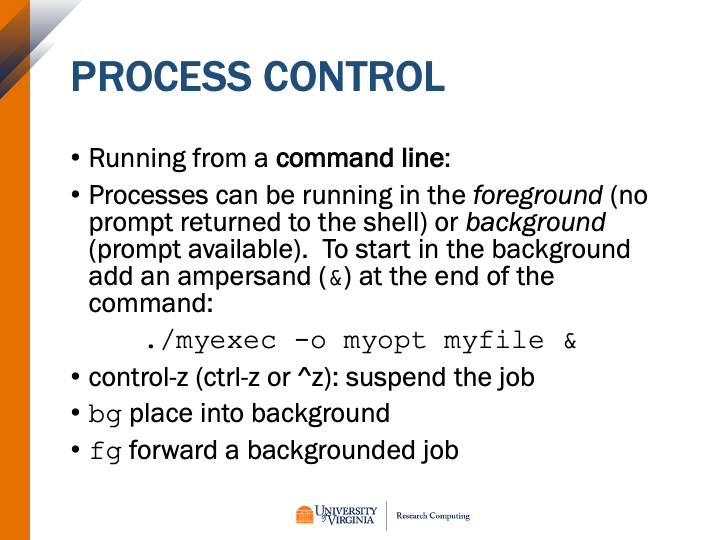 PROCESS CONTROL
• Running from a command line:
• Processes can be running in the foreground (no
prompt returned to the shell) or background
(prompt available).  To start in the background
add an ampersand (&) at the end of the
command:
./myexec -o myopt myfile &
• control-z (ctrl-z or ^z): suspend the job
• bg place into background
• fg forward a backgrounded job
UNIVERSITY
of VIRGINIA
Research Computing